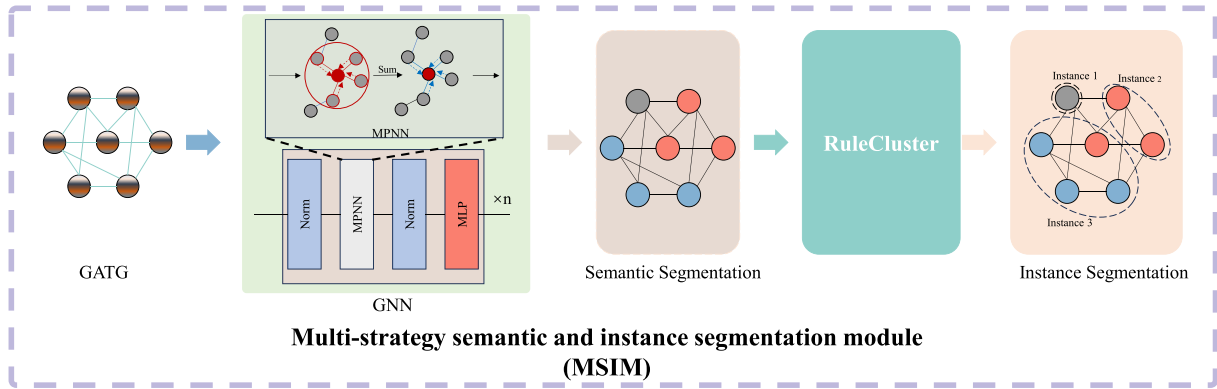 Sum
MPNN
Norm
MPNN
Norm
MLP
×n
GATG
GNN
Semantic Segmentation
RuleCluster
Instance 1
Instance 2
Instance 3
Instance Segmentation
Multi-strategy semantic and instance segmentation module
(MSIM)